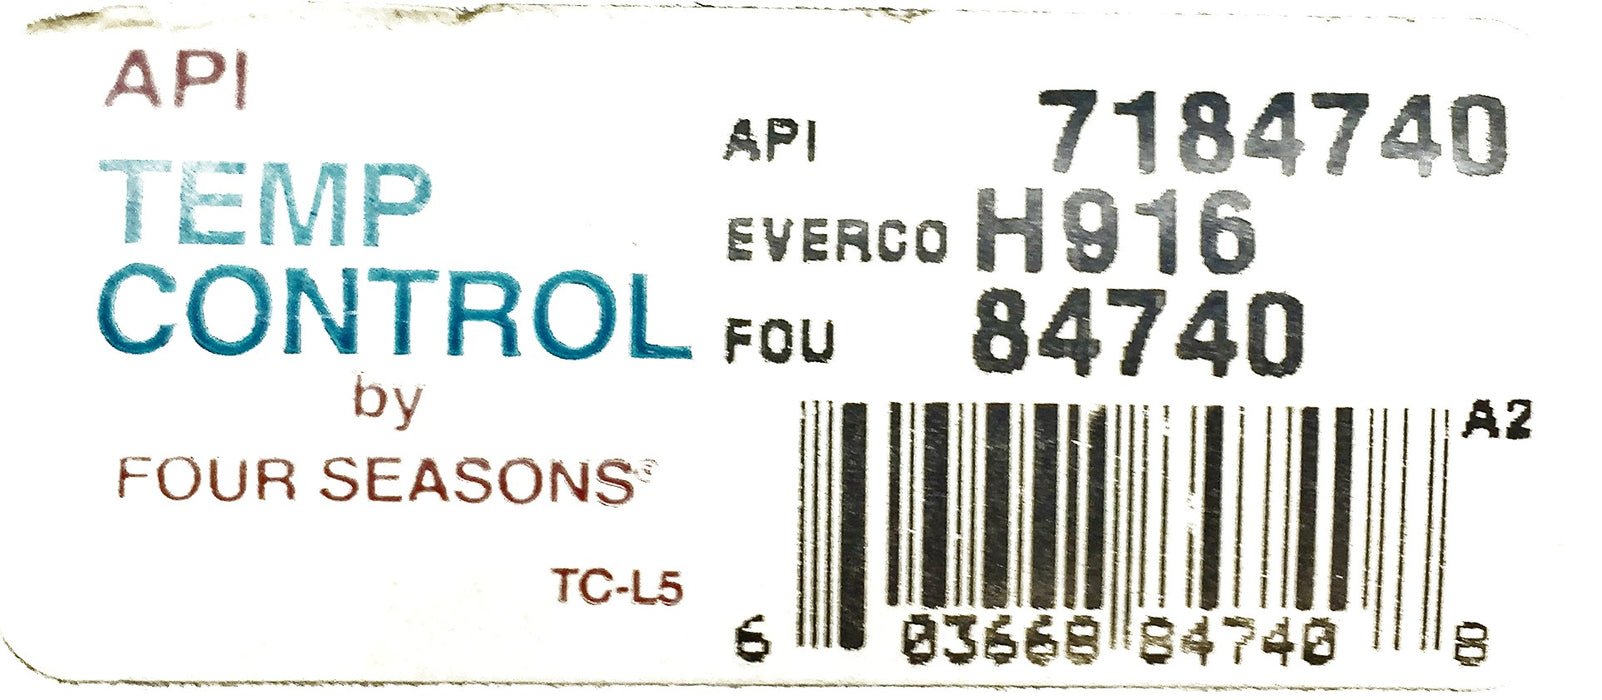 API
TEMP
CONTROL
by
FOUR SEASONS®
TC-L5
API 7184740
EVERCO H916
FOU 84740
A2
6 03668 84740 8